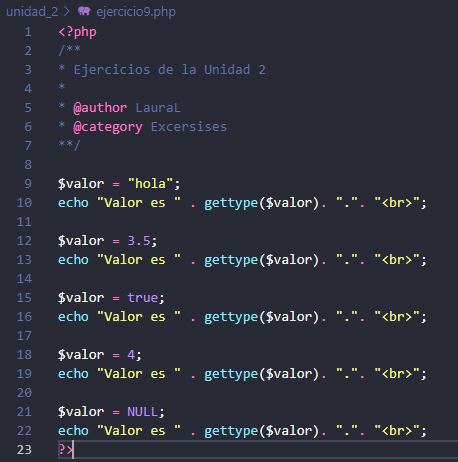 unidad_2 > ejercicio9.php
1 <?php
2 /**
3 * Ejercicios de la Unidad 2
4 *
5 * @author LauraL
6 * @category Excersises
7 **/
8
9 $valor = "hola";
10 echo "Valor es " . gettype($valor). ".". "<br>";
11
12 $valor = 3.5;
13 echo "Valor es " . gettype($valor). ".". "<br>";
14
15 $valor = true;
16 echo "Valor es " . gettype($valor). ".". "<br>";
17
18 $valor = 4;
19 echo "Valor es " . gettype($valor). ".". "<br>";
20
21 $valor = NULL;
22 echo "Valor es " . gettype($valor). ".". "<br>";
23 ?>